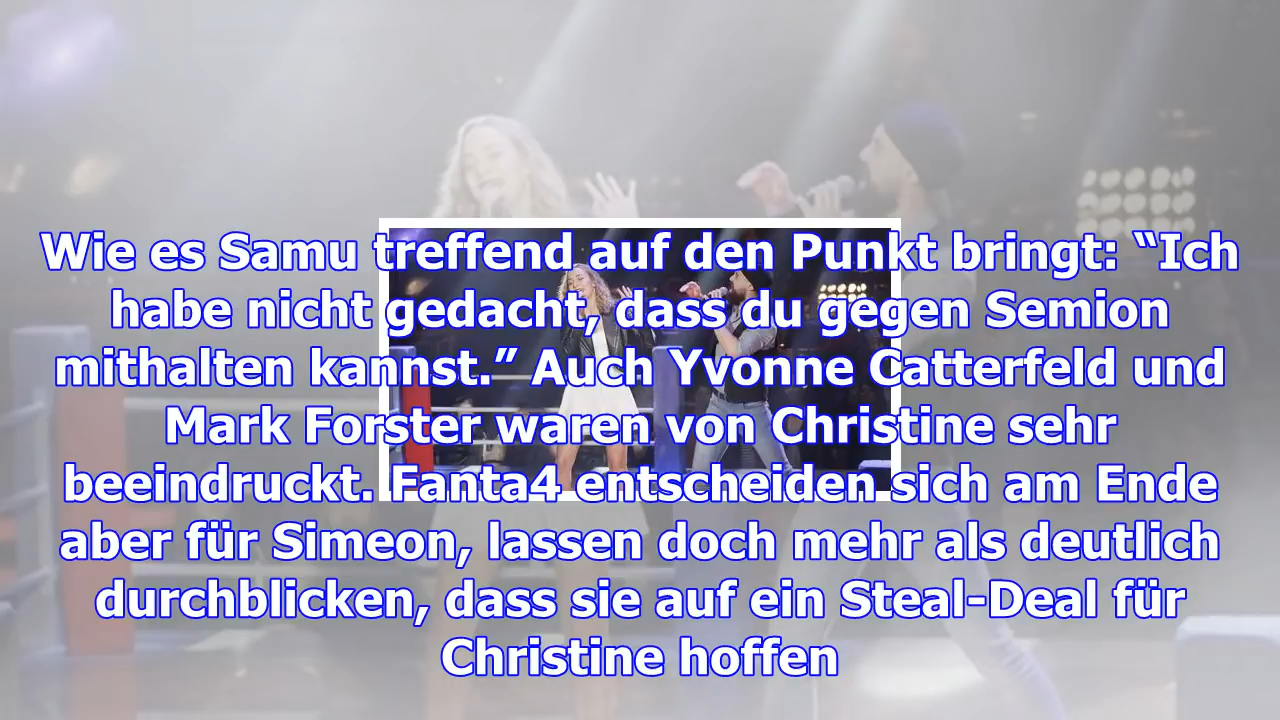 Wie es Samu treffend auf den Punkt bringt: “Ich
habe nicht gedacht, dass du gegen Semion
mithalten kannst.” Auch Yvonne Catterfeld und
Mark Forster waren von Christine sehr
beeindruckt. Fanta4 entscheiden sich am Ende
aber für Simeon, lassen doch mehr als deutlich
durchblicken, dass sie auf ein Steal-Deal für
Christine hoffen